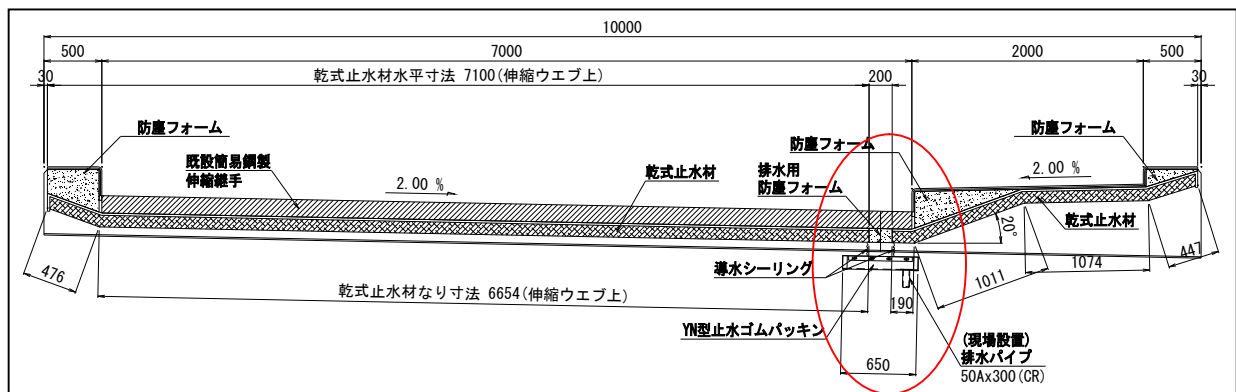 10000
500
7000
2000
500
30
乾式止水材水平寸法 7100(伸縮ウエブ上)
200
30
防塵フォーム
既設簡易鋼製
伸縮継手
2.00 %
乾式止水材
防塵フォーム
排水用
防塵フォーム
防塵フォーム
2.00 %
乾式止水材
20°
476
乾式止水材なり寸法 6654(伸縮ウエブ上)
導水シーリング
190
1011
1074
447
YN型止水ゴムパッキン
650
(現場設置)
排水パイプ
50Ax300(CR)